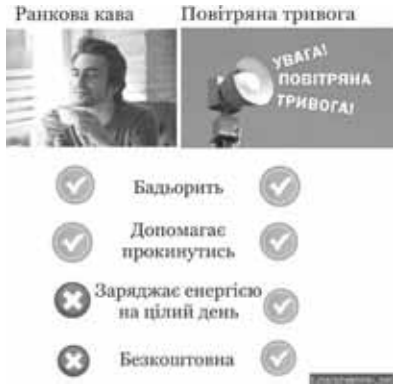 Ранкова кава
Повітряна тривога
УВАГА!
ПОВІТРЯНА
ТРИВОГА!
Бадьорить
Допомагає
прокинутись
Заряджає енергією
на цілий день
Безкоштовна